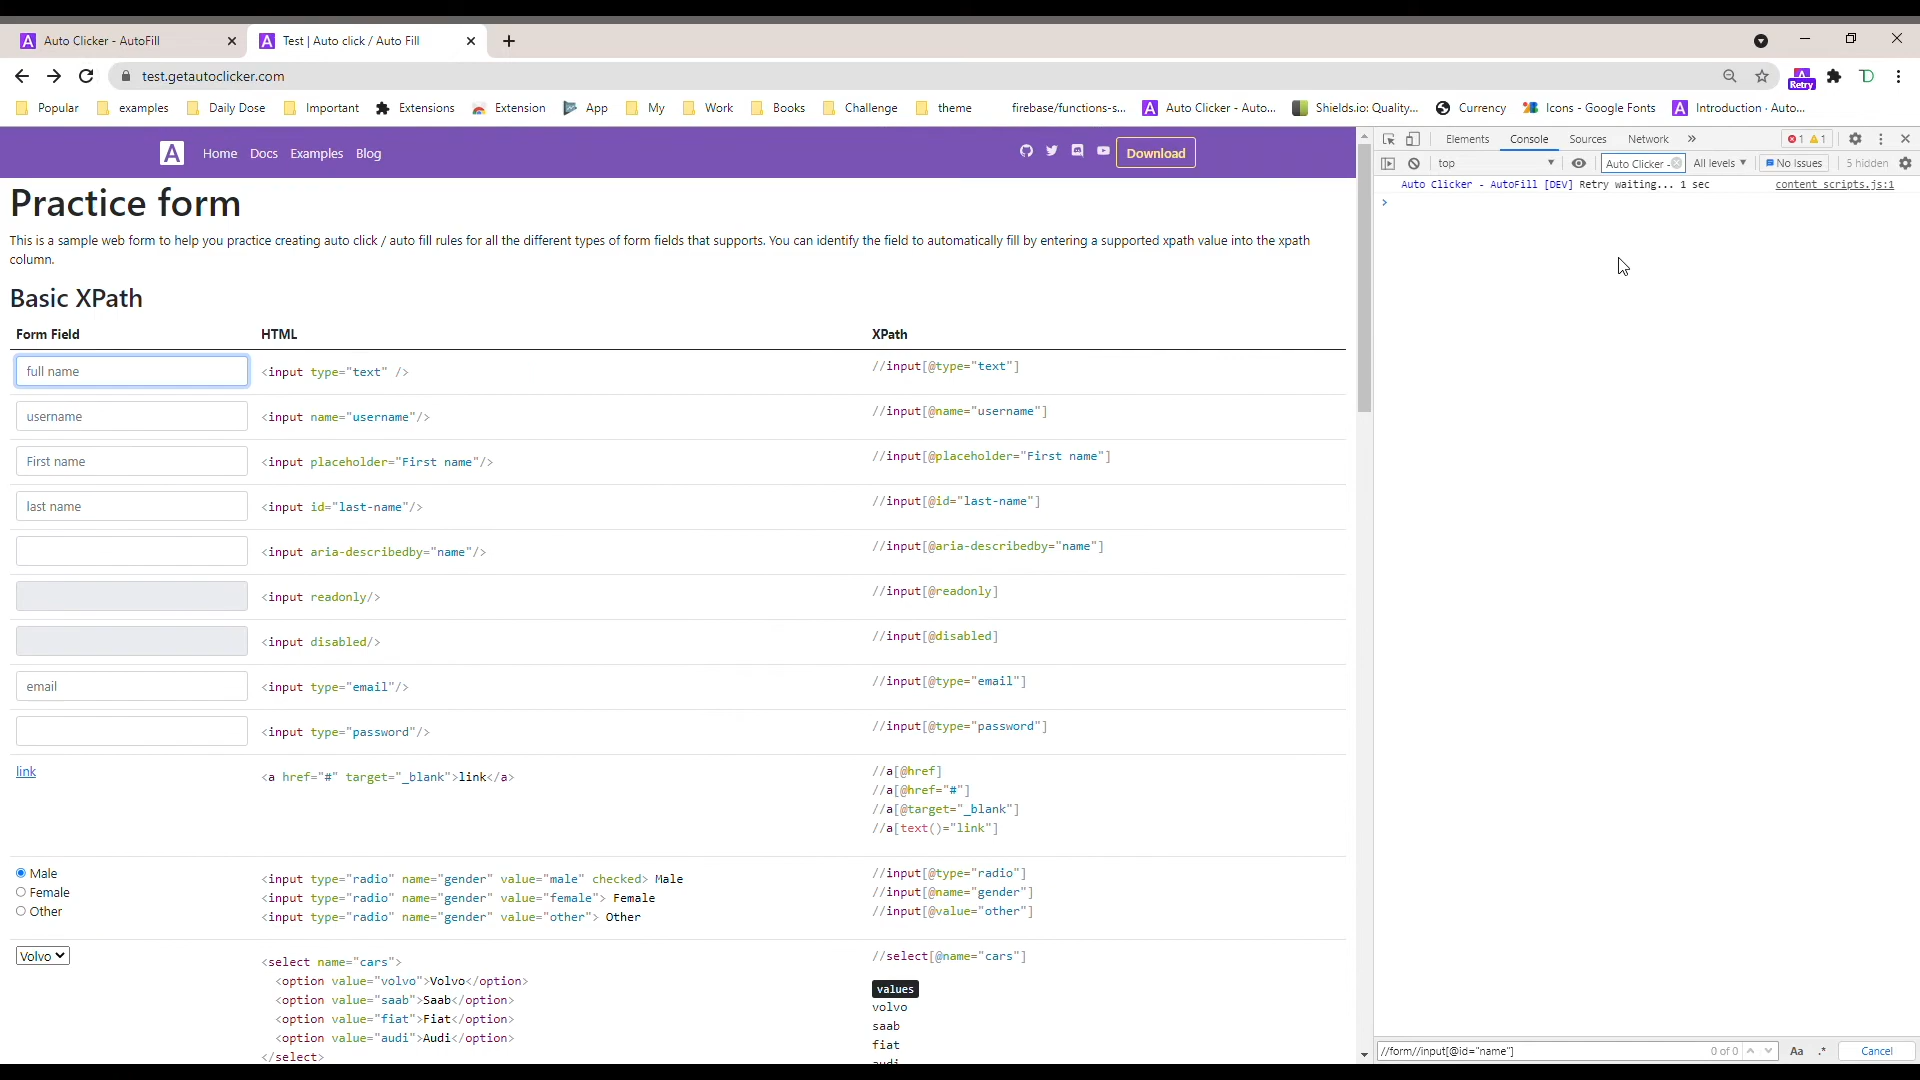 A Auto Clicker - AutoFill
A Test | Auto click / Auto Fill
test.getautoclicker.com
A Retry
Popular examples Daily Dose Important Extensions Extension App My Work Books Challenge theme firebase/functions-s... A Auto Clicker - Auto... Shields.io: Quality... Currency Icons - Google Fonts A Introduction · Auto...
A Home Docs Examples Blog Download
Practice form
This is a sample web form to help you practice creating auto click / auto fill rules for all the different types of form fields that supports. You can identify the field to automatically fill by entering a supported xpath value into the xpath
column.
Basic XPath
Form Field HTML XPath
full name <input type="text" /> //input[@type="text"]
username <input name="username"/> //input[@name="username"]
First name <input placeholder="First name"/> //input[@placeholder="First name"]
last name <input id="last-name"/> //input[@id="last-name"]
<input aria-describedby="name"/> //input[@aria-describedby="name"]
<input readonly/> //input[@readonly]
<input disabled/> //input[@disabled]
email <input type="email"/> //input[@type="email"]
<input type="password"/> //input[@type="password"]
link <a href="#" target="_blank">link</a> //a[@href]
//a[@href="#"]
//a[@target="_blank"]
//a[text()="link"]
Male <input type="radio" name="gender" value="male" checked> Male //input[@type="radio"]
Female <input type="radio" name="gender" value="female"> Female //input[@name="gender"]
Other <input type="radio" name="gender" value="other"> Other //input[@value="other"]
Volvo <select name="cars"> //select[@name="cars"]
<option value="volvo">Volvo</option>
<option value="saab">Saab</option>
<option value="fiat">Fiat</option>
<option value="audi">Audi</option>
</select>
values
volvo
saab
fiat
audi
Elements Console Sources Network » 1 1
top Auto Clicker - All levels No Issues 5 hidden
Auto Clicker - AutoFill [DEV] Retry waiting... 1 sec content_scripts.js:1
>
//form//input[@id="name"] 0 of 0 Aa .* Cancel